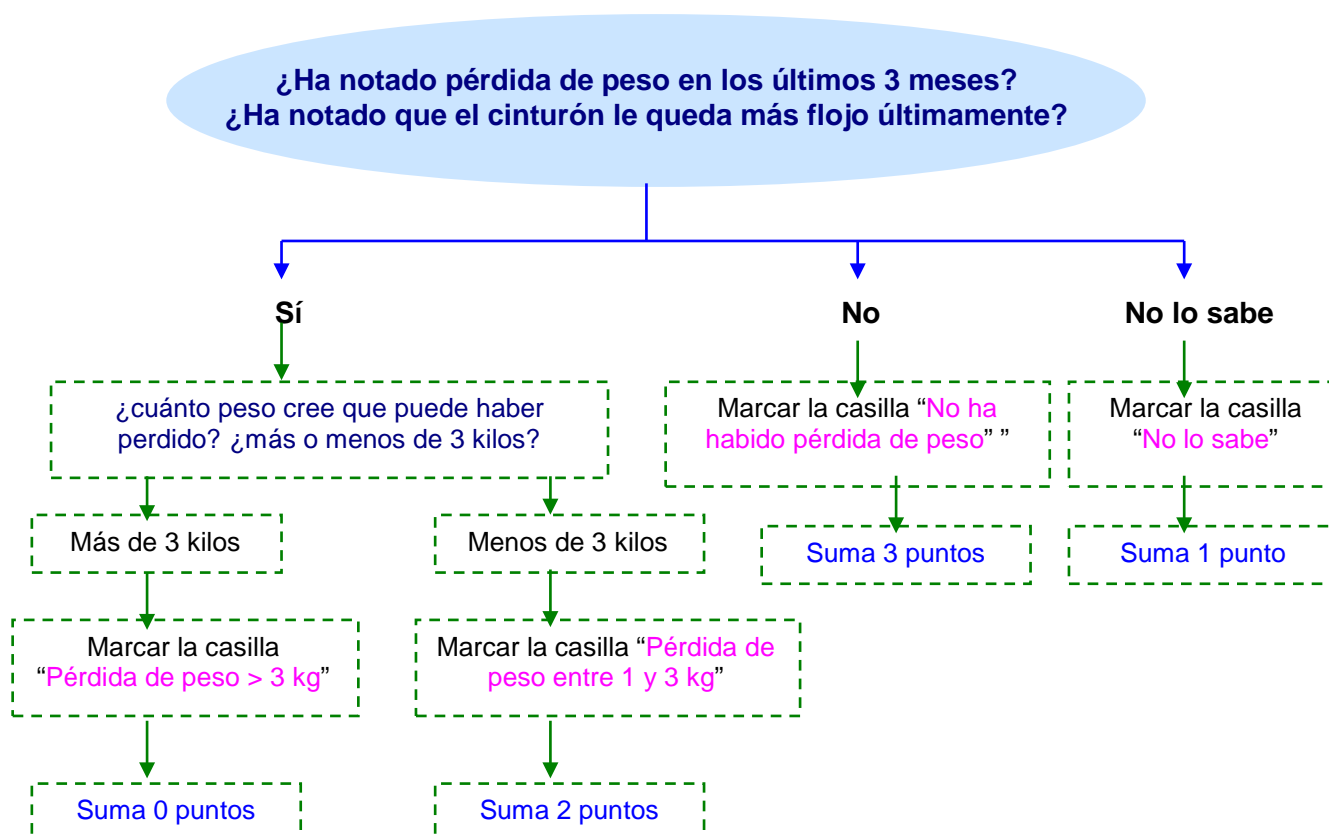 ¿Ha notado pérdida de peso en los últimos 3 meses?
¿Ha notado que el cinturón le queda más flojo últimamente?
Sí
No
No lo sabe
¿cuánto peso cree que puede haber
perdido? ¿más o menos de 3 kilos?
Marcar la casilla “No ha
habido pérdida de peso” ”
Marcar la casilla
“No lo sabe”
Más de 3 kilos
Menos de 3 kilos
Suma 3 puntos
Suma 1 punto
Marcar la casilla
“Pérdida de peso > 3 kg”
Marcar la casilla “Pérdida de
peso entre 1 y 3 kg”
Suma 0 puntos
Suma 2 puntos